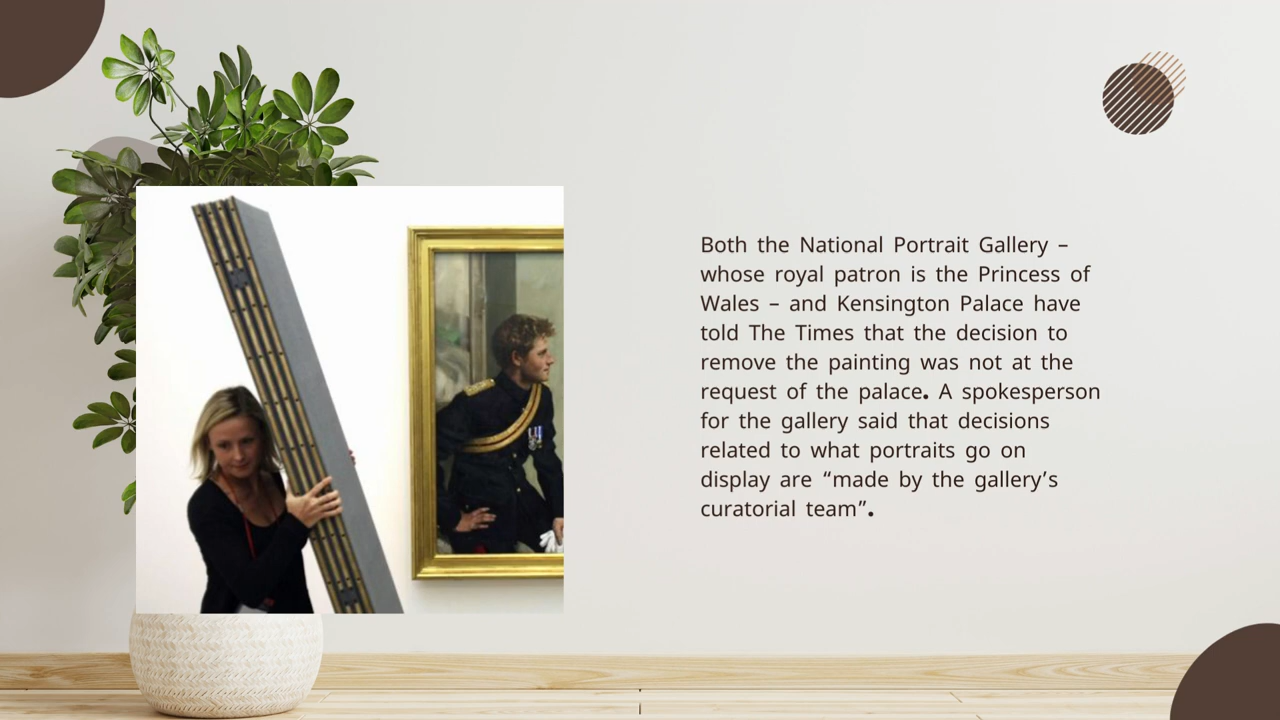 Both the National Portrait Gallery –
whose royal patron is the Princess of
Wales – and Kensington Palace have
told The Times that the decision to
remove the painting was not at the
request of the palace. A spokesperson
for the gallery said that decisions
related to what portraits go on
display are “made by the gallery’s
curatorial team”.